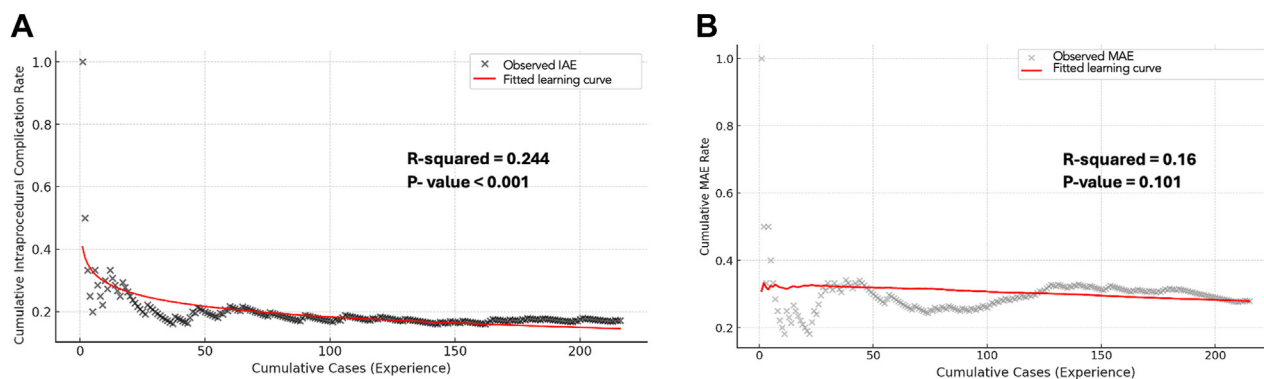 A
Cumulative Intraprocedural Complication Rate
1.0
0.8
0.6
0.4
0.2
× Observed IAE
Fitted learning curve
R-squared = 0.244
P- value < 0.001
0 50 100 150 200
Cumulative Cases (Experience)
B
Cumulative MAE Rate
1.0
0.8
0.6
0.4
0.2
× Observed MAE
Fitted learning curve
R-squared = 0.16
P-value = 0.101
0 50 100 150 200
Cumulative Cases (Experience)